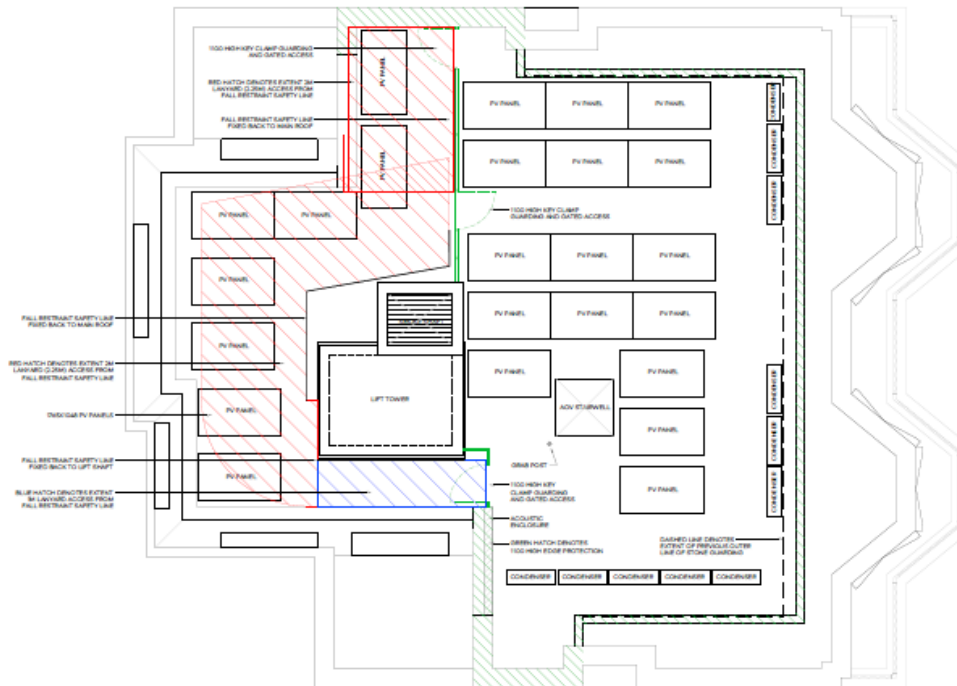 1100 HIGH KEY CLAMP GUARDING
AND GATED ACCESS
RED HATCH DENOTES EXTENT 2M
LANYARD (2.25M) ACCESS FROM
FALL RESTRAINT SAFETY LINE
FALL RESTRAINT SAFETY LINE
FIXED BACK TO MAIN ROOF
PV PANEL
PV PANEL
PV PANEL
PV PANEL
PV PANEL
PV PANEL
PV PANEL
PV PANEL
CONDENSER
CONDENSER
CONDENSER
1100 HIGH KEY CLAMP
GUARDING AND GATED ACCESS
PV PANEL
PV PANEL
PV PANEL
PV PANEL
PV PANEL
PV PANEL
PV PANEL
PV PANEL
PV PANEL
PV PANEL
PV PANEL
PV PANEL
FALL RESTRAINT SAFETY LINE
FIXED BACK TO MAIN ROOF
RED HATCH DENOTES EXTENT 2M
LANYARD (2.25M) ACCESS FROM
FALL RESTRAINT SAFETY LINE
PV PANELS
FALL RESTRAINT SAFETY LINE
FIXED BACK TO LIFT SHAFT
BLUE HATCH DENOTES EXTENT
1M LANYARD ACCESS FROM
FALL RESTRAINT SAFETY LINE
LIFT TOWER
PV PANEL
PV PANEL
AOV STAIRWELL
PV PANEL
PV PANEL
CONDENSER
CONDENSER
CONDENSER
GRAB POST
1100 HIGH KEY
CLAMP GUARDING
AND GATED ACCESS
ACOUSTIC
ENCLOSURE
GREEN HATCH DENOTES
1100 HIGH EDGE PROTECTION
DASHED LINE DENOTES
EXTENT OF PREVIOUS OUTER
LINE OF STONE GUARDING
CONDENSER
CONDENSER
CONDENSER
CONDENSER
CONDENSER